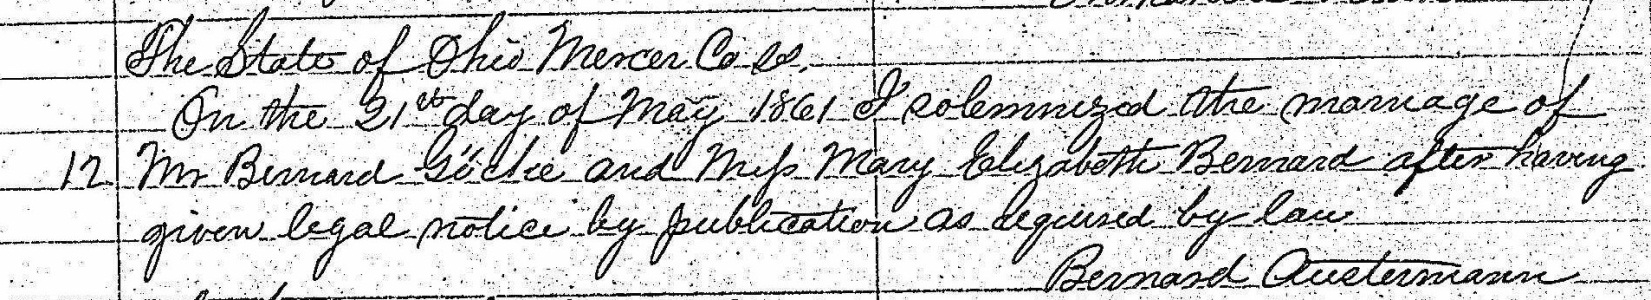 The State of Ohio Mercer Co ss.
On the 21st day of May 1861 I solemnized the marriage of
12 Mr Bernard Göcke and Miss Mary Elizabeth Bernard after having
given legal notice by publication as required by law
Bernard Austermann